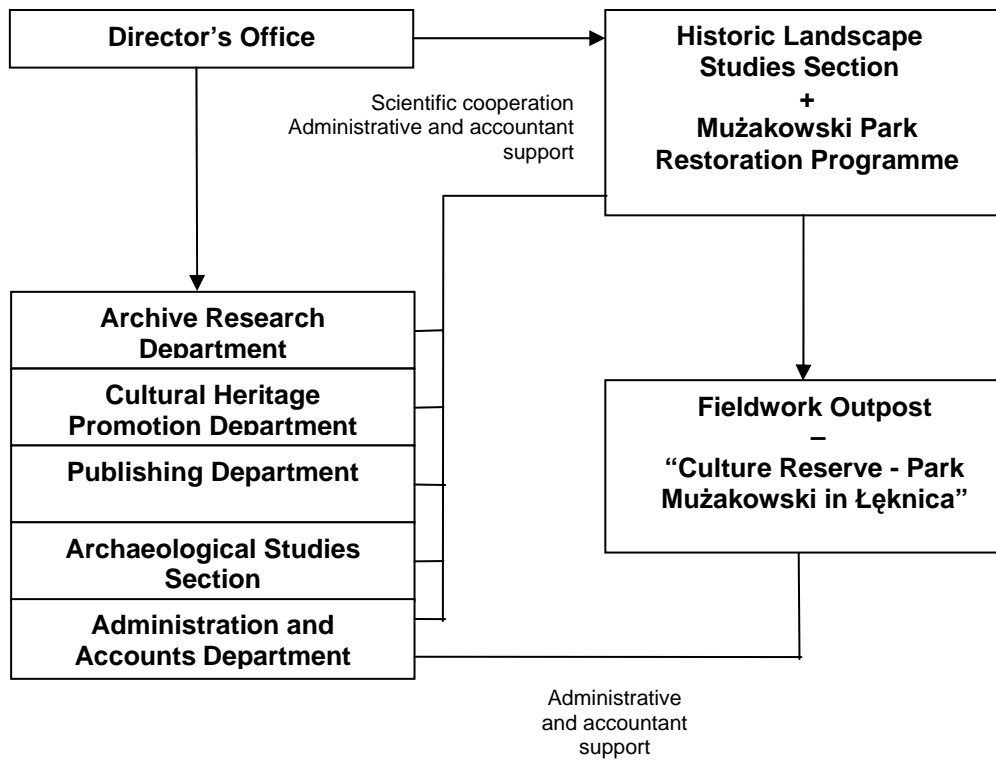 Director’s Office
Historic Landscape
Studies Section
+
Mużakowski Park
Restoration Programme
Scientific cooperation
Administrative and accountant
support
Archive Research
Department
Cultural Heritage
Promotion Department
Publishing Department
Archaeological Studies
Section
Administration and
Accounts Department
Fieldwork Outpost
–
“Culture Reserve - Park
Mużakowski in Łęknica”
Administrative
and accountant
support